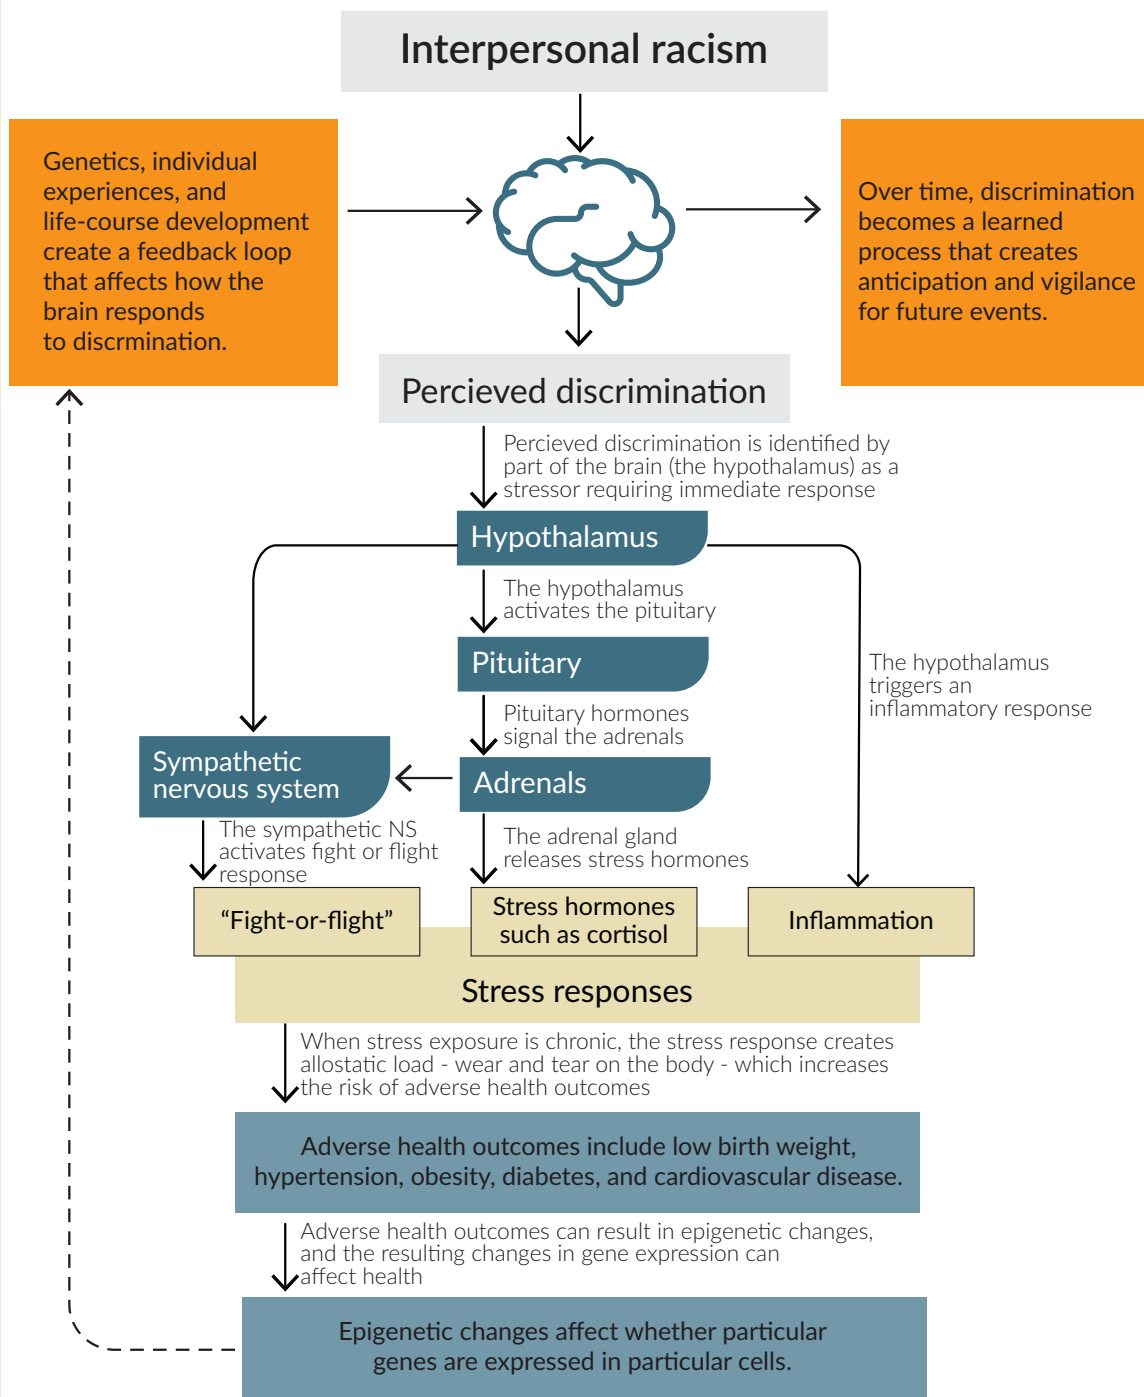 Interpersonal racism
Genetics, individual
experiences, and
life-course development
create a feedback loop
that affects how the
brain responds
to discrmination.
Over time, discrimination
becomes a learned
process that creates
anticipation and vigilance
for future events.
Percieved discrimination
Percieved discrimination is identified by
part of the brain (the hypothalamus) as a
stressor requiring immediate response
Hypothalamus
The hypothalamus
activates the pituitary
Pituitary
The hypothalamus
triggers an
inflammatory response
Pituitary hormones
signal the adrenals
Sympathetic
nervous system
Adrenals
The sympathetic NS
activates fight or flight
response
The adrenal gland
releases stress hormones
“Fight-or-flight”
Stress hormones
such as cortisol
Inflammation
Stress responses
When stress exposure is chronic, the stress response creates
allostatic load - wear and tear on the body - which increases
the risk of adverse health outcomes
Adverse health outcomes include low birth weight,
hypertension, obesity, diabetes, and cardiovascular disease.
Adverse health outcomes can result in epigenetic changes,
and the resulting changes in gene expression can
affect health
Epigenetic changes affect whether particular
genes are expressed in particular cells.